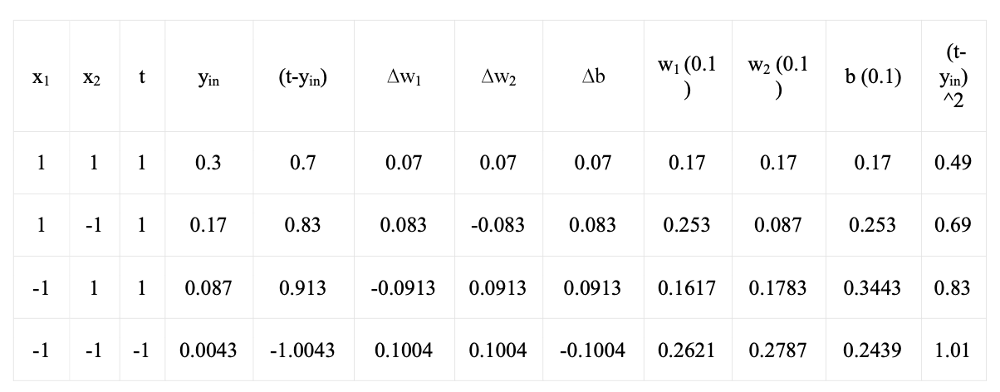 x₁ x₂ t yᵢₙ (t-yᵢₙ) Δw₁ Δw₂ Δb w₁ (0.1) w₂ (0.1) b (0.1) (t-yᵢₙ)^2
1 1 1 0.3 0.7 0.07 0.07 0.07 0.17 0.17 0.17 0.49
1 -1 1 0.17 0.83 0.083 -0.083 0.083 0.253 0.087 0.253 0.69
-1 1 1 0.087 0.913 -0.0913 0.0913 0.0913 0.1617 0.1783 0.3443 0.83
-1 -1 -1 0.0043 -1.0043 0.1004 0.1004 -0.1004 0.2621 0.2787 0.2439 1.01